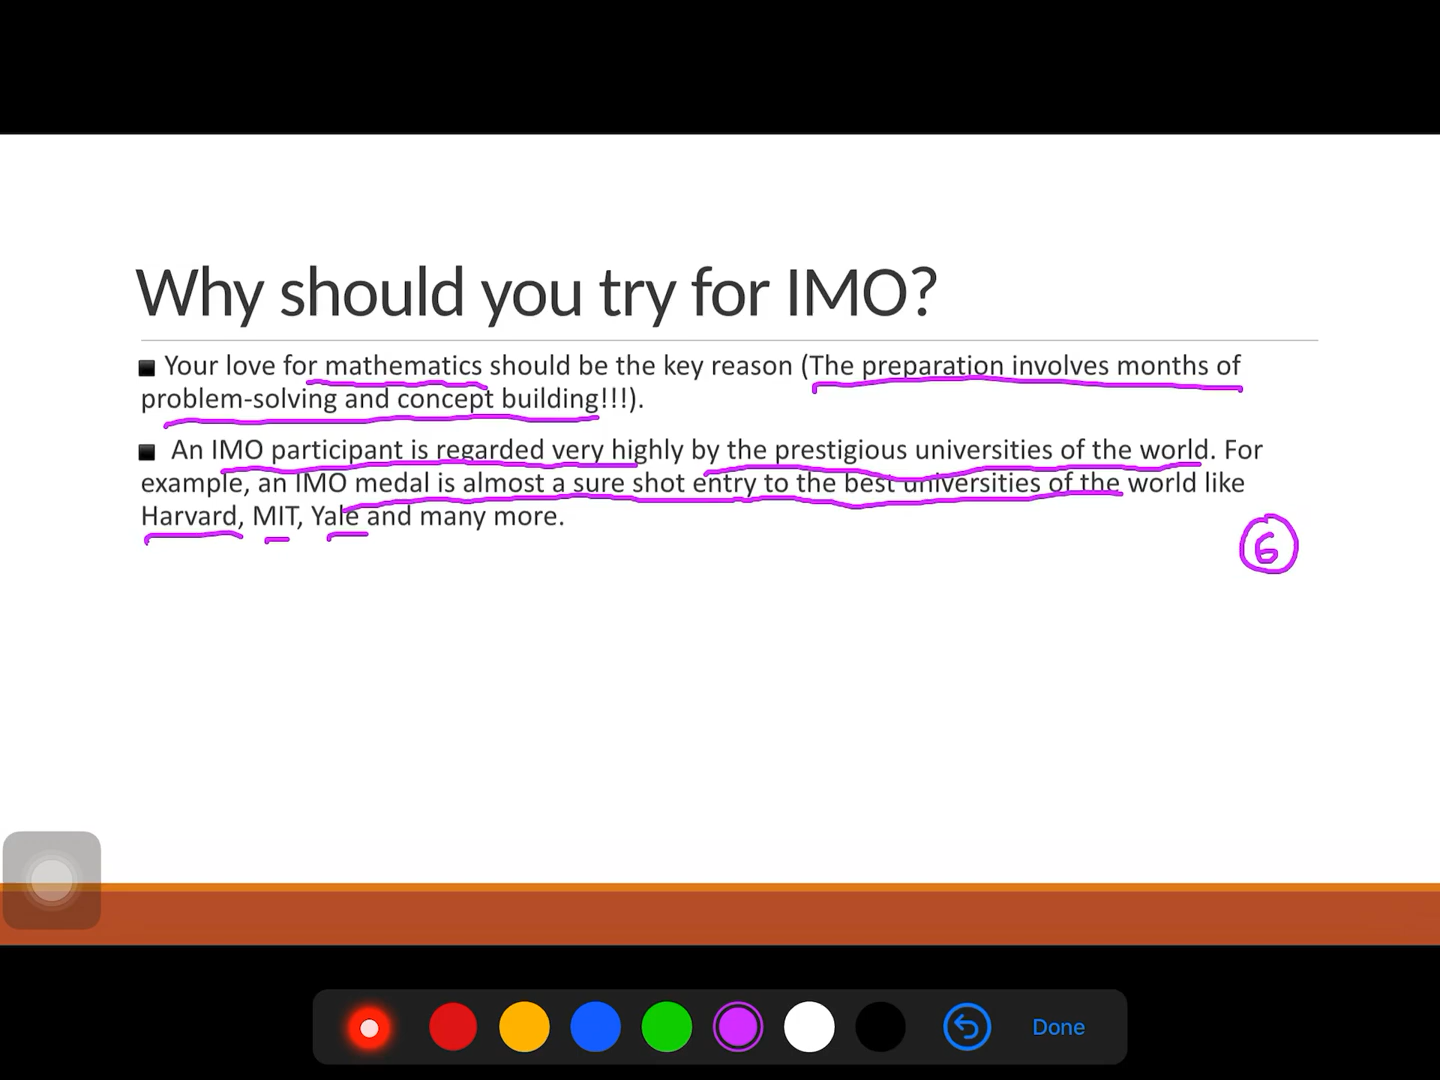 Why should you try for IMO?
Your love for mathematics should be the key reason (The preparation involves months of
problem-solving and concept building!!!).
An IMO participant is regarded very highly by the prestigious universities of the world. For
example, an IMO medal is almost a sure shot entry to the best universities of the world like
Harvard, MIT, Yale and many more.
6
Done